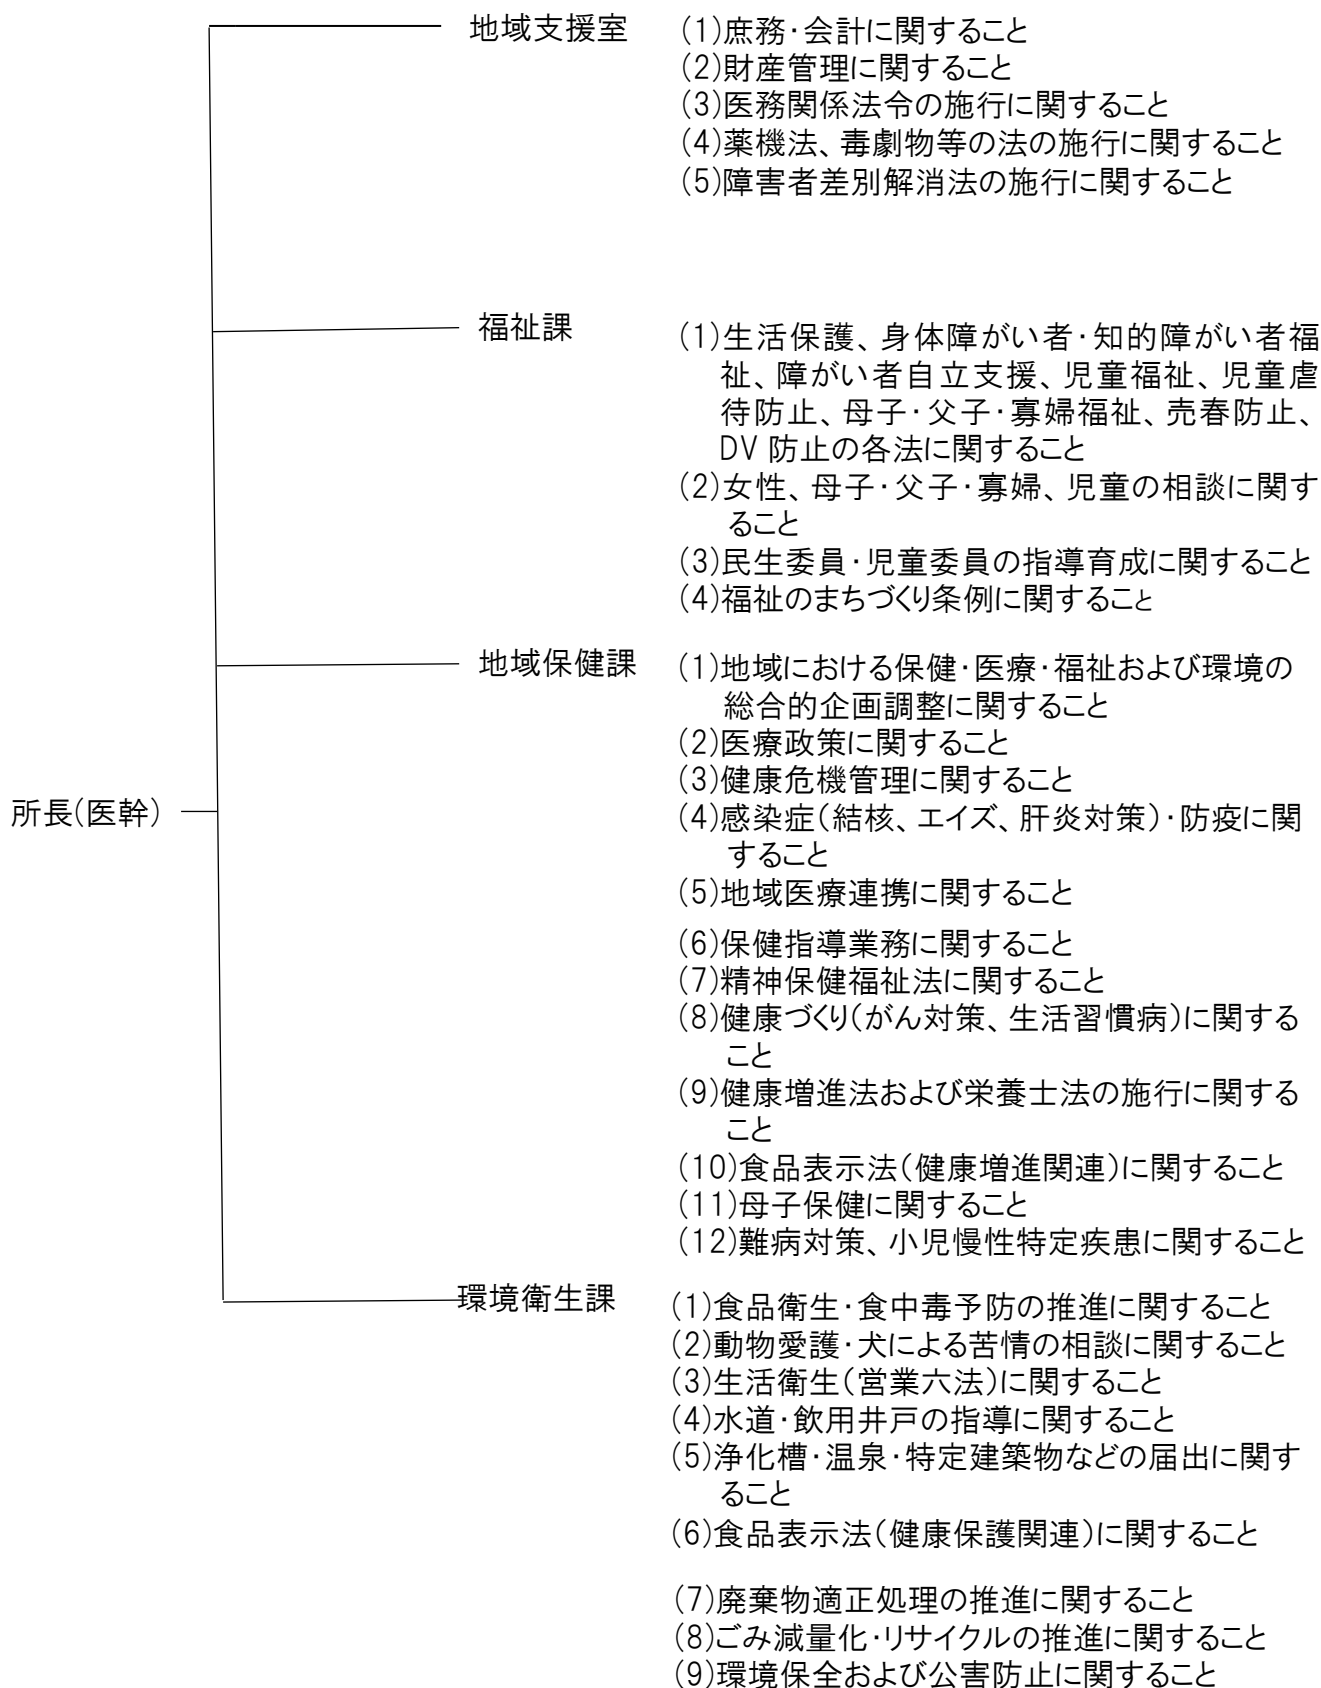 地域支援室
(1)庶務・会計に関すること
(2)財産管理に関すること
(3)医務関係法令の施行に関すること
(4)薬機法、毒劇物等の法の施行に関すること
(5)障害者差別解消法の施行に関すること
福祉課
(1)生活保護、身体障がい者・知的障がい者福
祉、障がい者自立支援、児童福祉、児童虐
待防止、母子・父子・寡婦福祉、売春防止、
DV防止の各法に関すること
(2)女性、母子・父子・寡婦、児童の相談に関す
ること
(3)民生委員・児童委員の指導育成に関すること
(4)福祉のまちづくり条例に関すること
地域保健課
(1)地域における保健・医療・福祉および環境の
総合的企画調整に関すること
(2)医療政策に関すること
(3)健康危機管理に関すること
所長(医幹)
(4)感染症(結核、エイズ、肝炎対策)・防疫に関
すること
(5)地域医療連携に関すること
(6)保健指導業務に関すること
(7)精神保健福祉法に関すること
(8)健康づくり(がん対策、生活習慣病)に関する
こと
(9)健康増進法および栄養士法の施行に関する
こと
(10)食品表示法(健康増進関連)に関すること
(11)母子保健に関すること
(12)難病対策、小児慢性特定疾患に関すること
環境衛生課
(1)食品衛生・食中毒予防の推進に関すること
(2)動物愛護・犬による苦情の相談に関すること
(3)生活衛生(営業六法)に関すること
(4)水道・飲用井戸の指導に関すること
(5)浄化槽・温泉・特定建築物などの届出に関す
ること
(6)食品表示法(健康保護関連)に関すること
(7)廃棄物適正処理の推進に関すること
(8)ごみ減量化・リサイクルの推進に関すること
(9)環境保全および公害防止に関すること